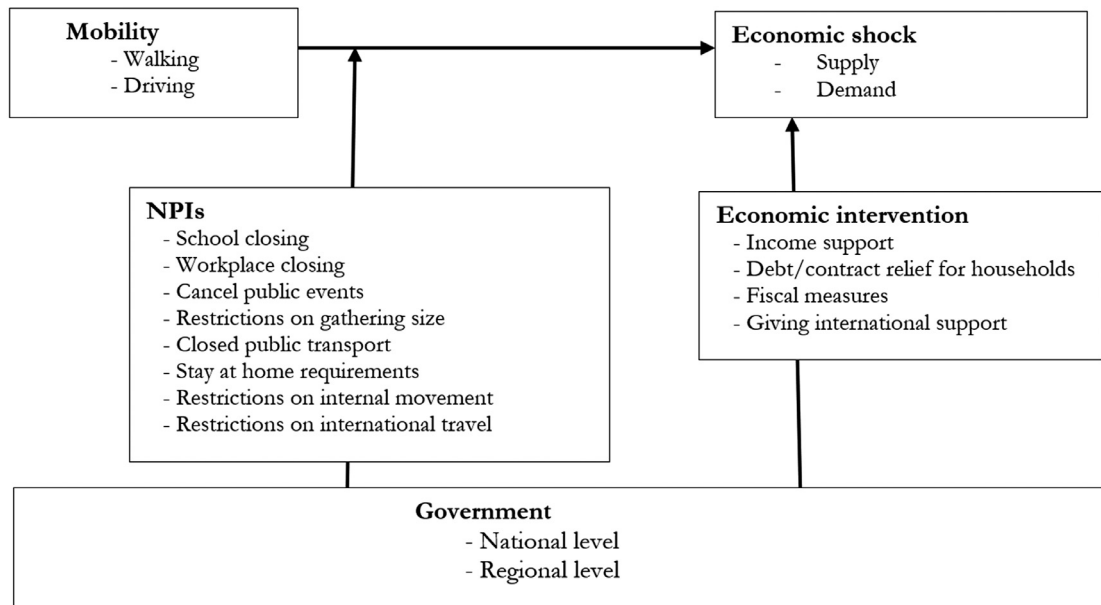 Mobility
- Walking
- Driving
Economic shock
- Supply
- Demand
NPIs
- School closing
- Workplace closing
- Cancel public events
- Restrictions on gathering size
- Closed public transport
- Stay at home requirements
- Restrictions on internal movement
- Restrictions on international travel
Economic intervention
- Income support
- Debt/contract relief for households
- Fiscal measures
- Giving international support
Government
- National level
- Regional level